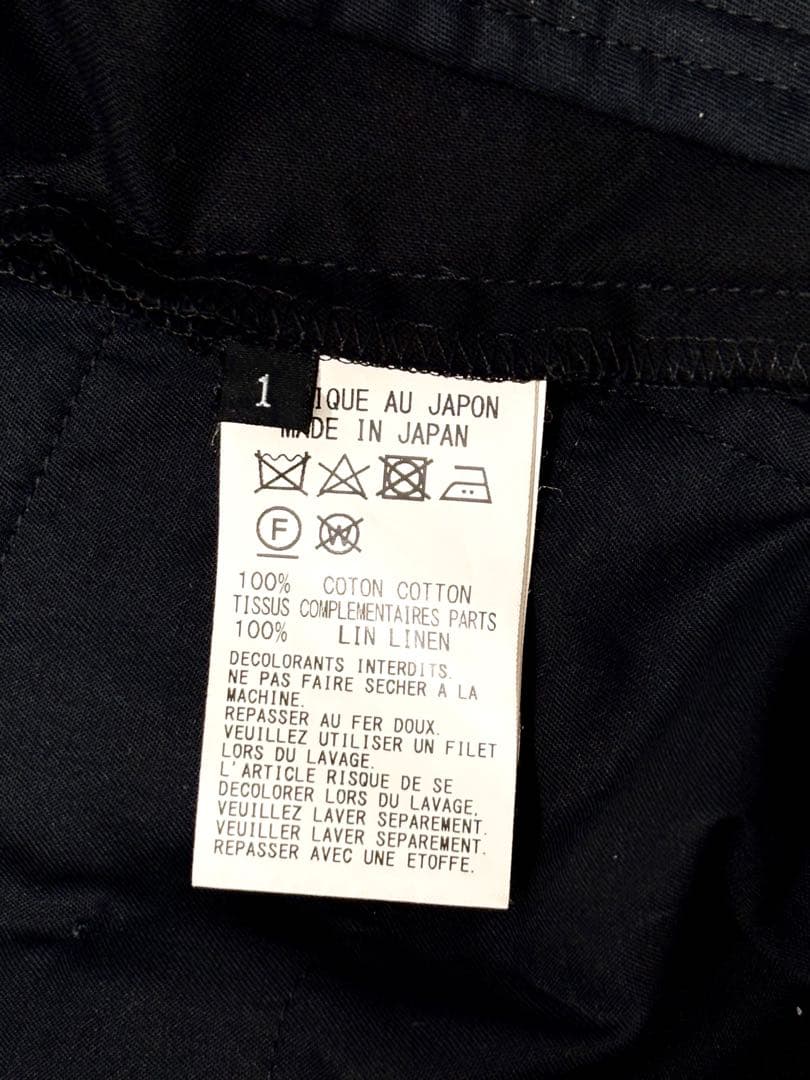 1
IQUE AU JAPON
MADE IN JAPAN
F
W
100% COTON COTTON
TISSUS COMPLEMENTAIRES PARTS
100% LIN LINEN
DECOLORANTS INTERDITS.
NE PAS FAIRE SECHER A LA
MACHINE.
REPASSER AU FER DOUX.
VEUILLEZ UTILISER UN FILET
LORS DU LAVAGE.
L'ARTICLE RISQUE DE SE
DECOLORER LORS DU LAVAGE,
VEUILLEZ LAVER SEPAREMENT.
VEUILLER LAVER SEPAREMENT.
REPASSER AVEC UNE ETOFFE.